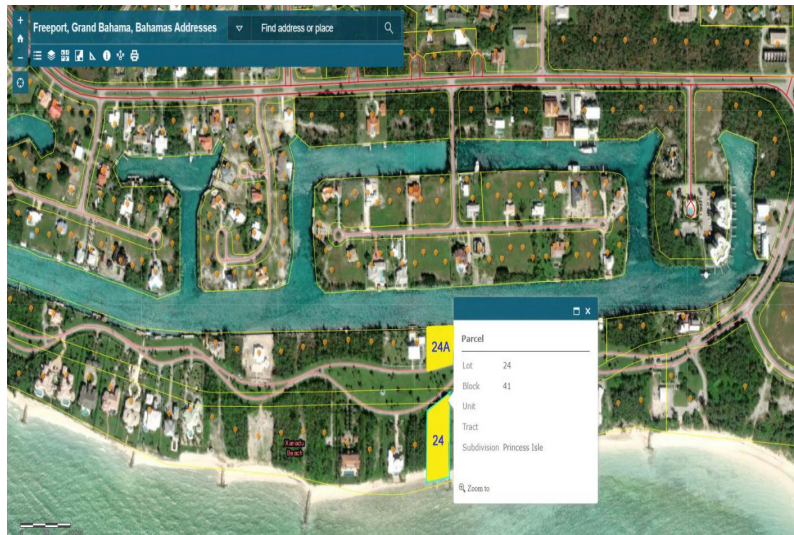 Freeport, Grand Bahama, Bahamas Addresses
Find address or place
24A
24
Xanadu
Beach
Parcel
Lot 24
Block 41
Unit
Tract
Subdivision Princess Isle
Zoom to